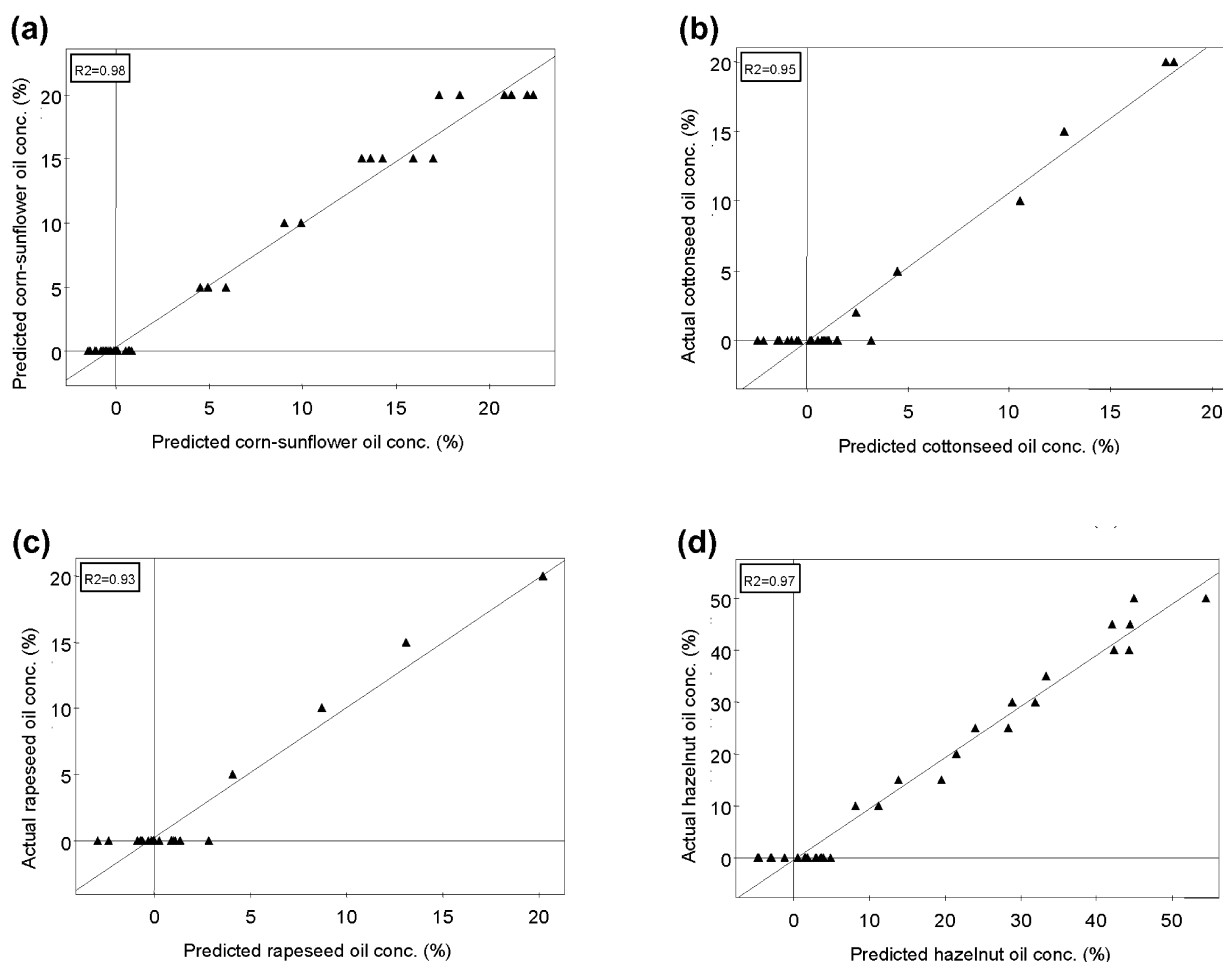 (a)
R2=0.98
Predicted corn-sunflower oil conc. (%)
20
15
10
5
0
0 5 10 15 20
Predicted corn-sunflower oil conc. (%)
(b)
R2=0.95
Actual cottonseed oil conc. (%)
20
15
10
5
0
0 5 10 15 20
Predicted cottonseed oil conc. (%)
(c)
R2=0.93
Actual rapeseed oil conc. (%)
20
15
10
5
0
0 5 10 15 20
Predicted rapeseed oil conc. (%)
(d)
R2=0.97
Actual hazelnut oil conc. (%)
50
40
30
20
10
0
0 10 20 30 40 50
Predicted hazelnut oil conc. (%)